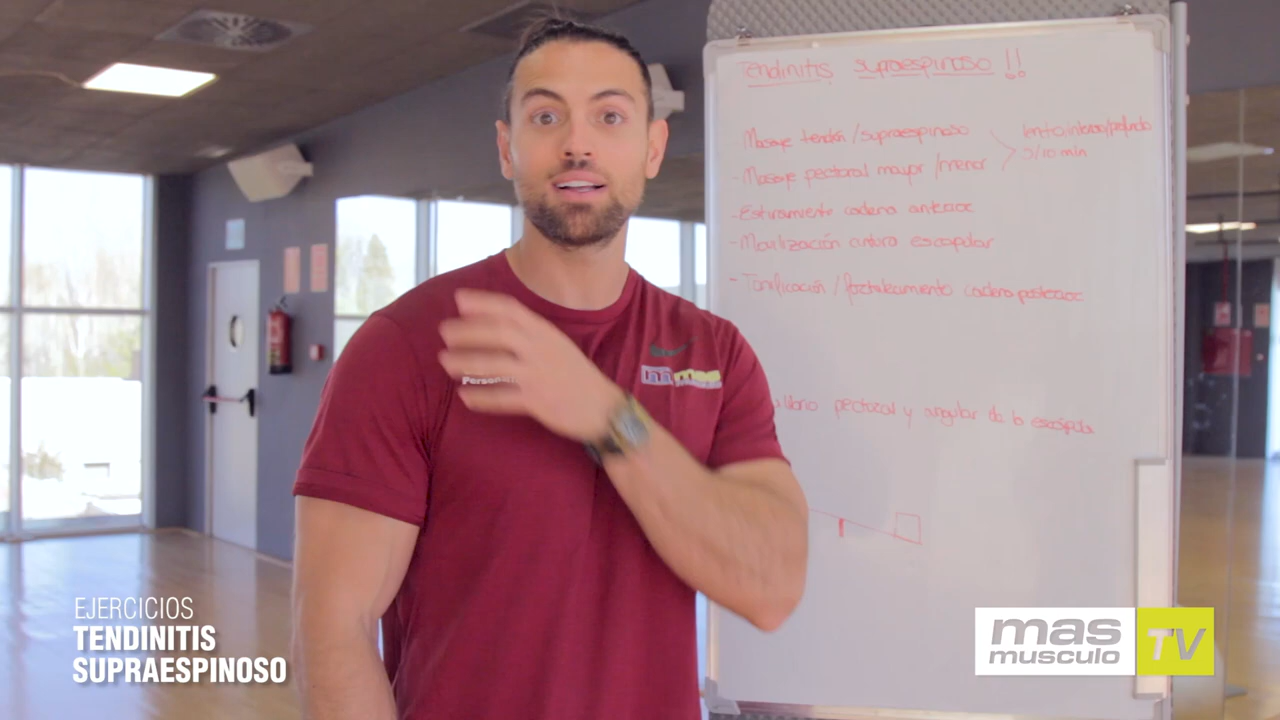 Tendinitis supraespinoso !!
- Masaje tendón/supraespinoso
lento, intenso/profundo
- Masaje pectoral mayor/menor
5/10 min
- Estiramiento cadena anterior
- Movilización antero escapular
- Tonificación/fortalecimiento cadena posterior
pectoral y angular de la escápula
EJERCICIOS
TENDINITIS
SUPRAESPINOSO
mas
musculo
TV